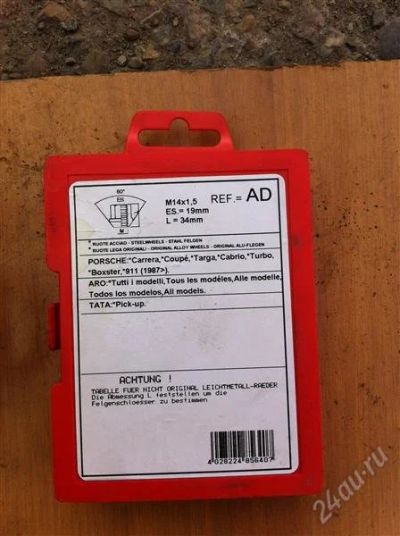 60°
ES
M
M14x1,5
ES.= 19mm
L = 34mm
REF.= AD
* RUOTE ACCIAIO - STEELWHEELS - STAHL FELGEN
* RUOTE LEGA ORIGINALI - ORIGINAL ALLOY WHEELS - ORIGINAL ALU-FELGEN
PORSCHE:*Carrera,*Coupé,*Targa,*Cabrio,*Turbo,
*Boxster,*911 (1987>).
ARO:*Tutti i modelli,Tous les modéles,Alle modelle,
Todos los modelos,All models.
TATA:*Pick-up.
ACHTUNG !
TABELLE FUER NICHT ORIGINAL LEICHTMETALL-RAEDER
Die Abmessung L feststellen um die
Felgenschloesser zu bestimmen
4 028224 856407
24au.ru